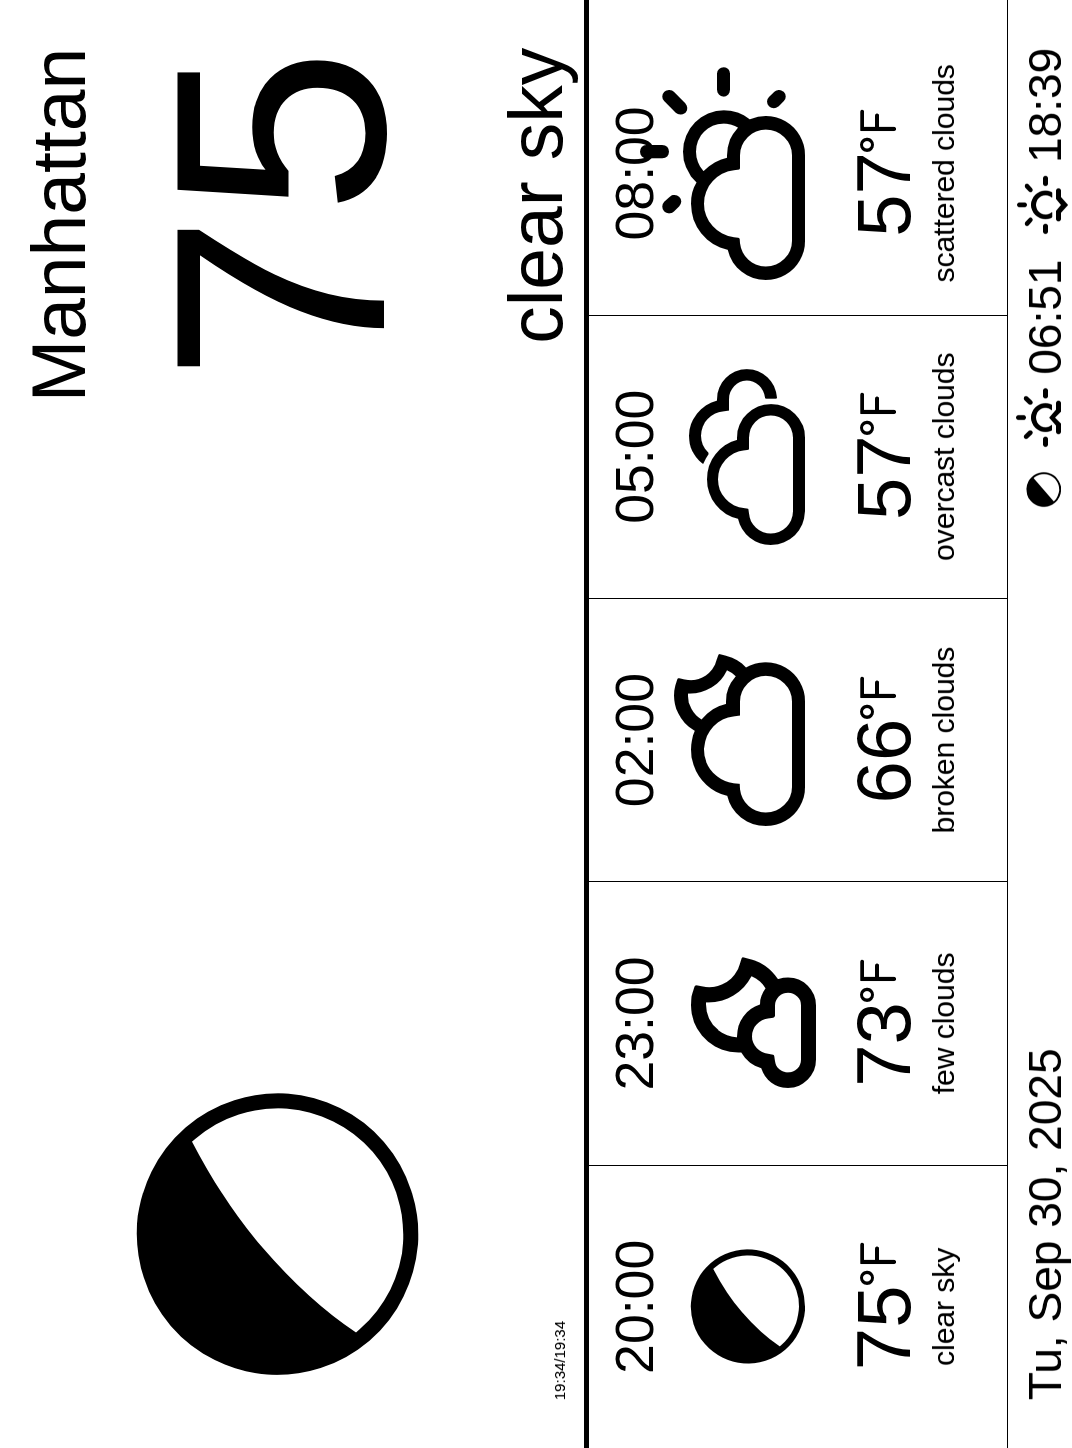 Manhattan
75
clear sky
19:34/19:34
20:00 23:00 02:00 05:00 08:00
75°F 73°F 66°F 57°F 57°F
clear sky few clouds broken clouds overcast clouds scattered clouds
Tu, Sep 30, 2025 06:51 18:39